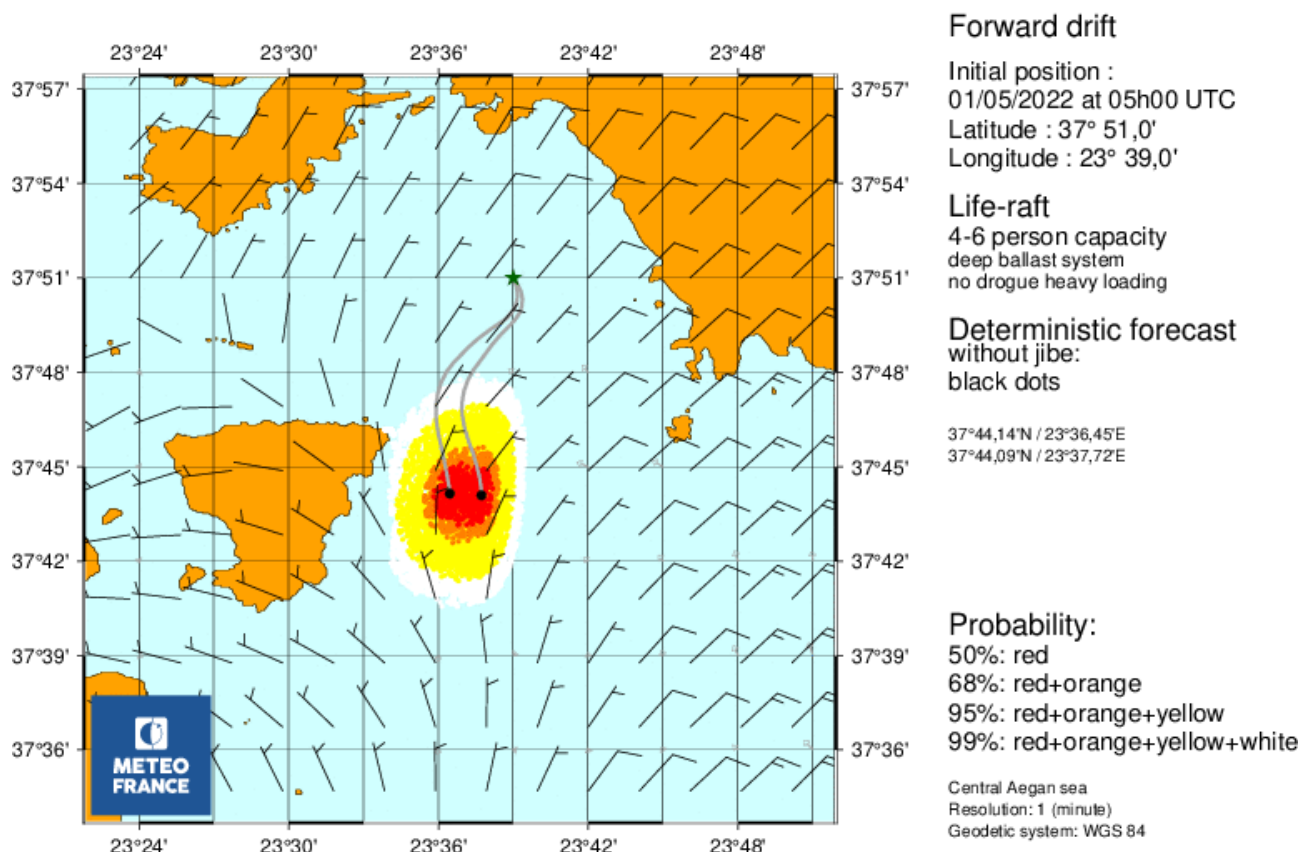 23°24'
23°30'
23°36'
23°42'
23°48'
37°57'
37°57'
37°54'
37°54'
37°51'
37°51'
37°48'
37°48'
37°45'
37°45'
37°42'
37°42'
37°39'
37°39'
37°36'
37°36'
23°24'
23°30'
23°36'
23°42'
23°48'
METEO
FRANCE
Forward drift
Initial position :
01/05/2022 at 05h00 UTC
Latitude : 37° 51,0'
Longitude : 23° 39,0'
Life-raft
4-6 person capacity
deep ballast system
no drogue heavy loading
Deterministic forecast
without jibe:
black dots
37°44,14'N / 23°36,45'E
37°44,09'N / 23°37,72'E
Probability:
50%: red
68%: red+orange
95%: red+orange+yellow
99%: red+orange+yellow+white
Central Aegan sea
Resolution: 1 (minute)
Geodetic system: WGS 84